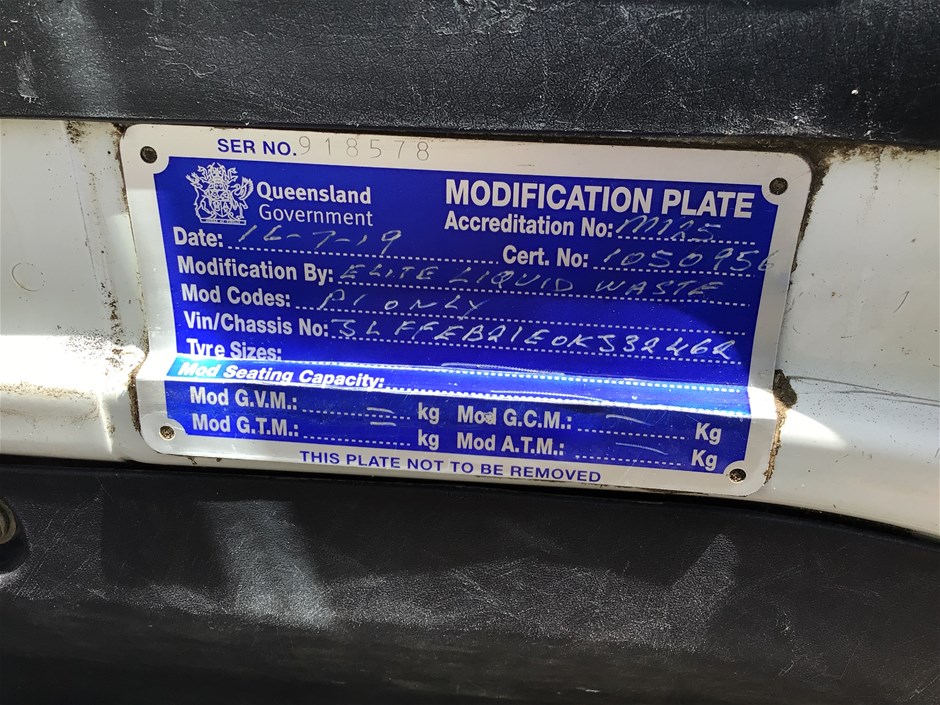 SER NO. 918578
Queensland Government
MODIFICATION PLATE
Accreditation No: M125
Date: 16-7-19
Cert. No: 1050956
Modification By: ELITE LIQUID WASTE
Mod Codes: P1 ONLY
Vin/Chassis No: 
Tyre Sizes:
Mod Seating Capacity:
Mod G.V.M.: = kg Mod G.C.M.: - Kg
Mod G.T.M.: = kg Mod A.T.M.: - Kg
THIS PLATE NOT TO BE REMOVED